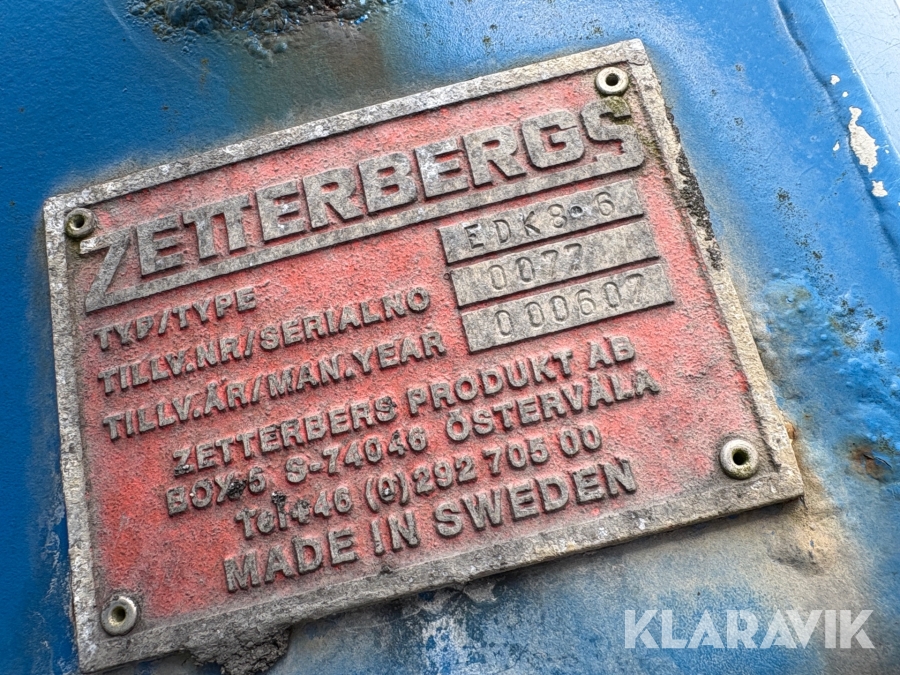 ZETTERBERGS
TYP/TYPE EDK8-6
TILLV.NR/SERIALNO 0077
TILLV.ÅR/MAN.YEAR 000607
ZETTERBERS PRODUKT AB
BOX 5 S-74046 ÖSTERVÅLA
Tel+46 (0)292 705 00
MADE IN SWEDEN
KLARAVIK